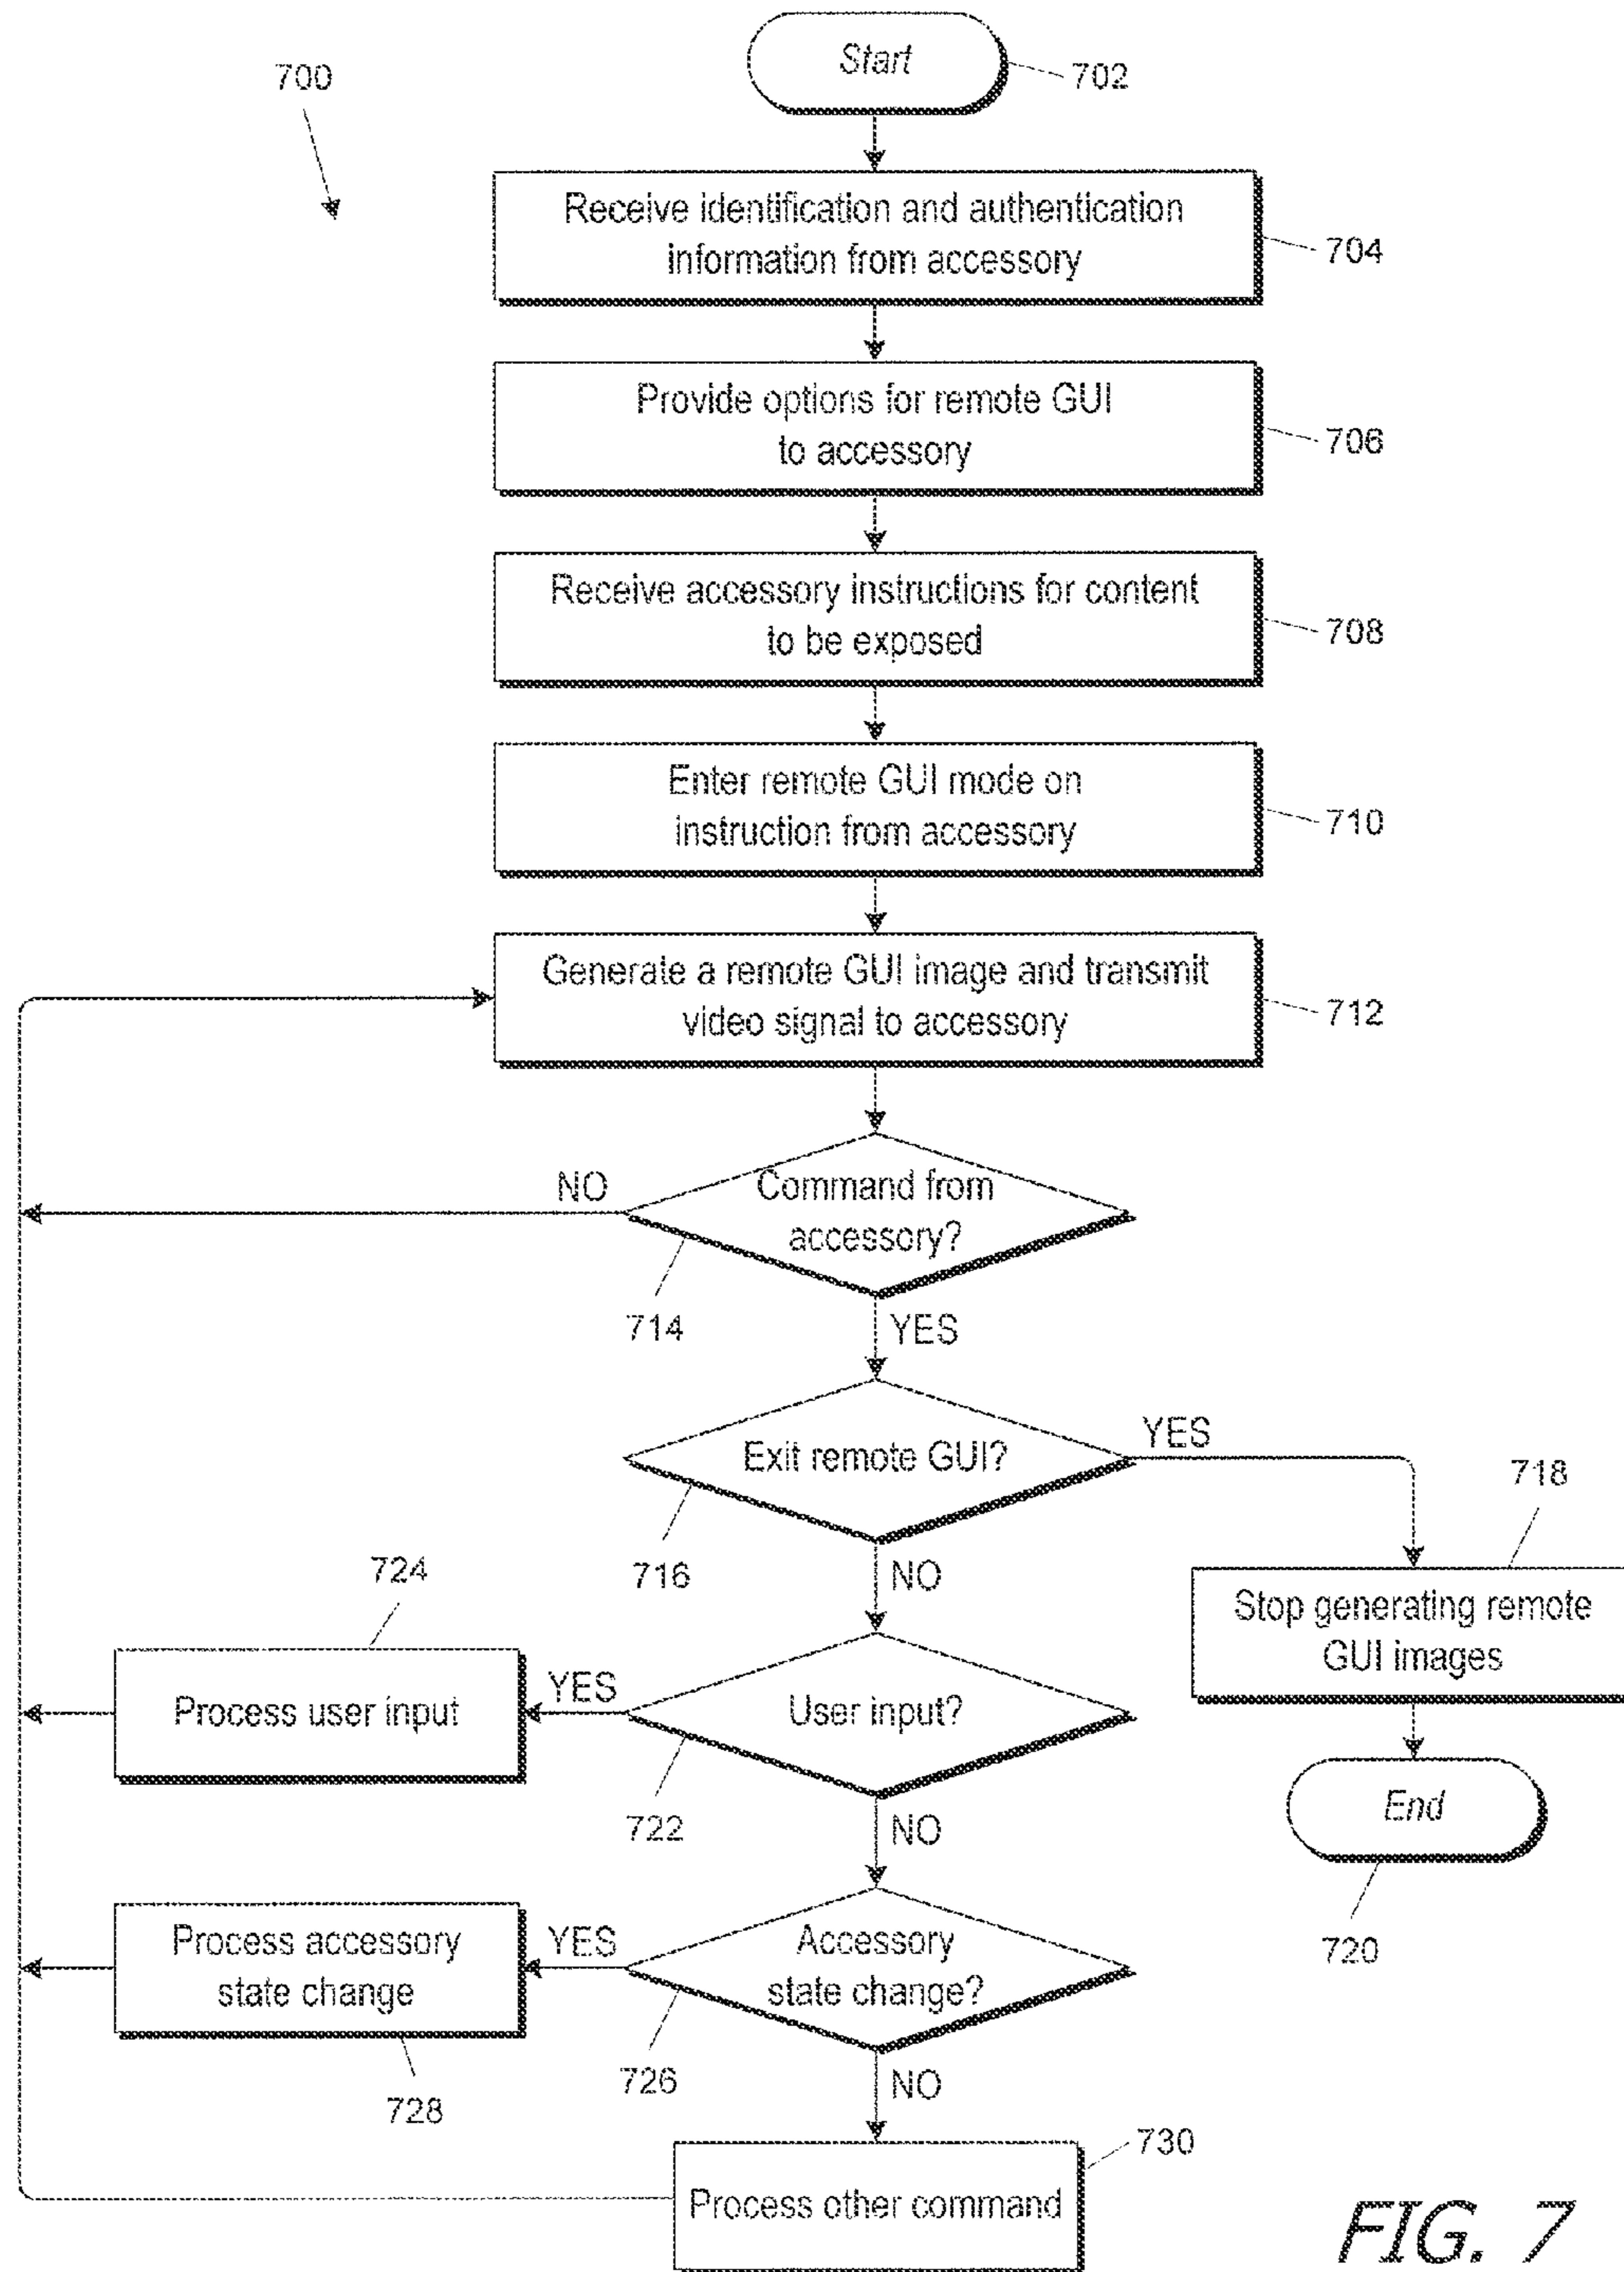 Start
702
700
Receive identification and authentication
information from accessory
704
Provide options for remote GUI
to accessory
706
Receive accessory instructions for content
to be exposed
708
Enter remote GUI mode on
instruction from accessory
710
Generate a remote GUI image and transmit
video signal to accessory
712
NO
Command from
accessory?
714
YES
Exit remote GUI?
YES
716
NO
718
Stop generating remote
GUI images
724
Process user input
YES
User input?
722
NO
End
720
Process accessory
state change
YES
Accessory
state change?
726
728
NO
730
Process other command
FIG. 7